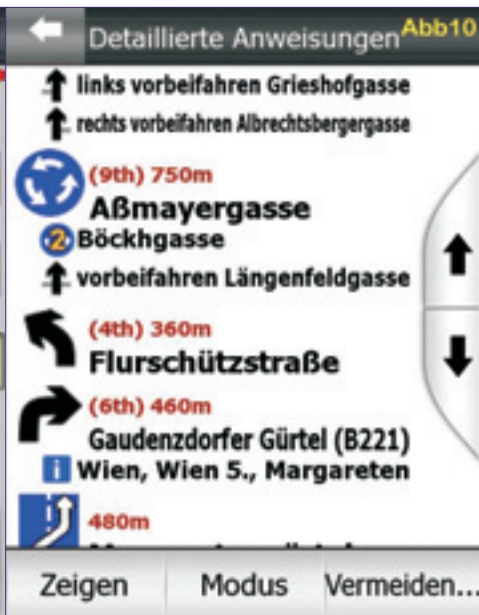 Detaillierte Anweisungen
Abb10
links vorbeifahren Grieshofgasse
rechts vorbeifahren Albrechtsbergergasse
(9th) 750m
Aßmayergasse
2 Böckhgasse
vorbeifahren Längenfeldgasse
(4th) 360m
Flurschützstraße
(6th) 460m
Gaudenzdorfer Gürtel (B221)
i Wien, Wien 5., Margareten
480m
Zeigen Modus Vermeiden...